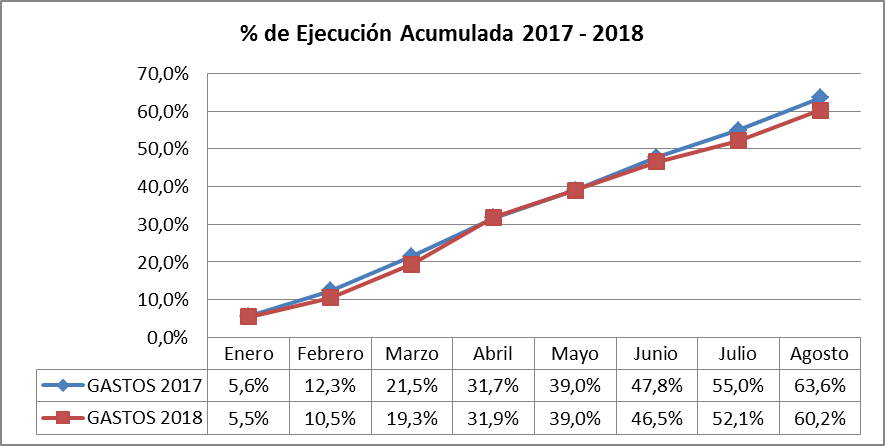 % de Ejecución Acumulada 2017 - 2018
70,0%
60,0%
50,0%
40,0%
30,0%
20,0%
10,0%
0,0%
Enero Febrero Marzo Abril Mayo Junio Julio Agosto
GASTOS 2017 5,6% 12,3% 21,5% 31,7% 39,0% 47,8% 55,0% 63,6%
GASTOS 2018 5,5% 10,5% 19,3% 31,9% 39,0% 46,5% 52,1% 60,2%